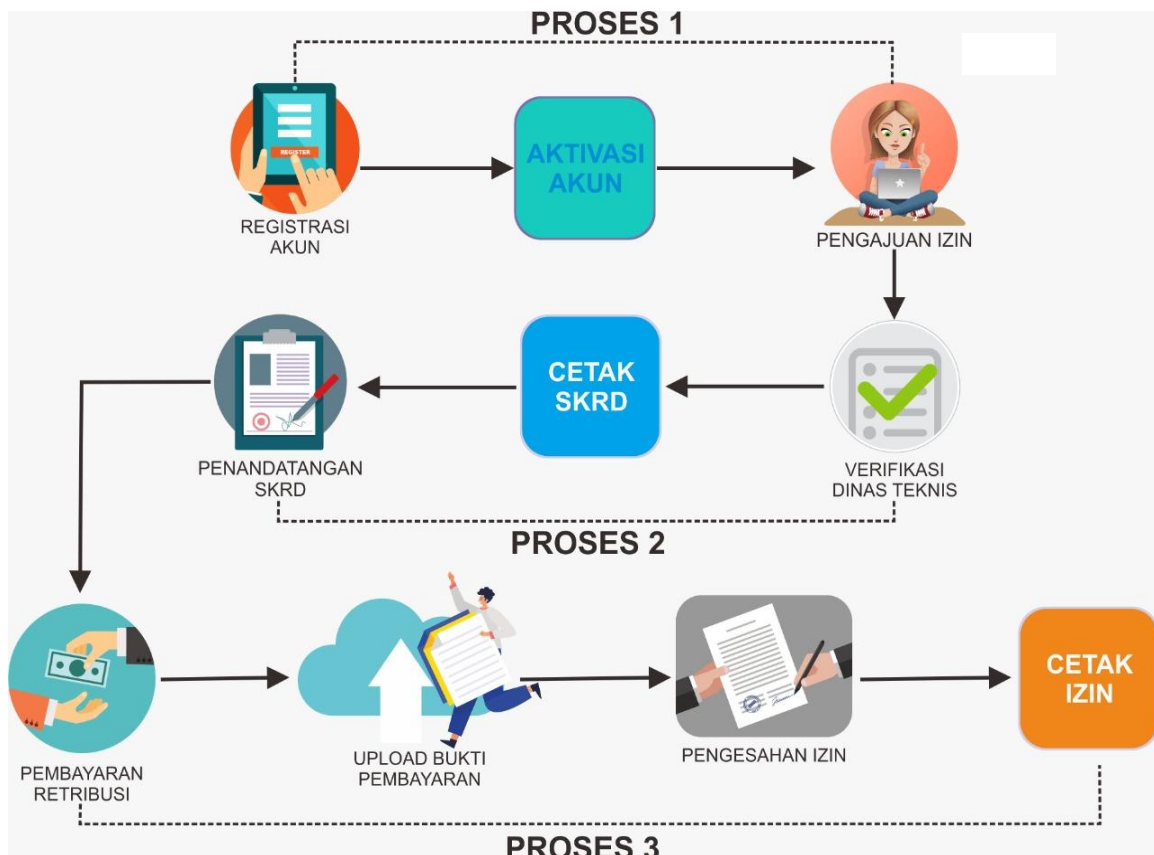 PROSES 1
REGISTER
REGISTRASI
AKUN
AKTIVASI
AKUN
PENGAJUAN IZIN
PENANDATANGAN
SKRD
CETAK
SKRD
VERIFIKASI
DINAS TEKNIS
PROSES 2
PEMBAYARAN
RETRIBUSI
UPLOAD BUKTI
PEMBAYARAN
PENGESAHAN IZIN
CETAK
IZIN
PROSES 3